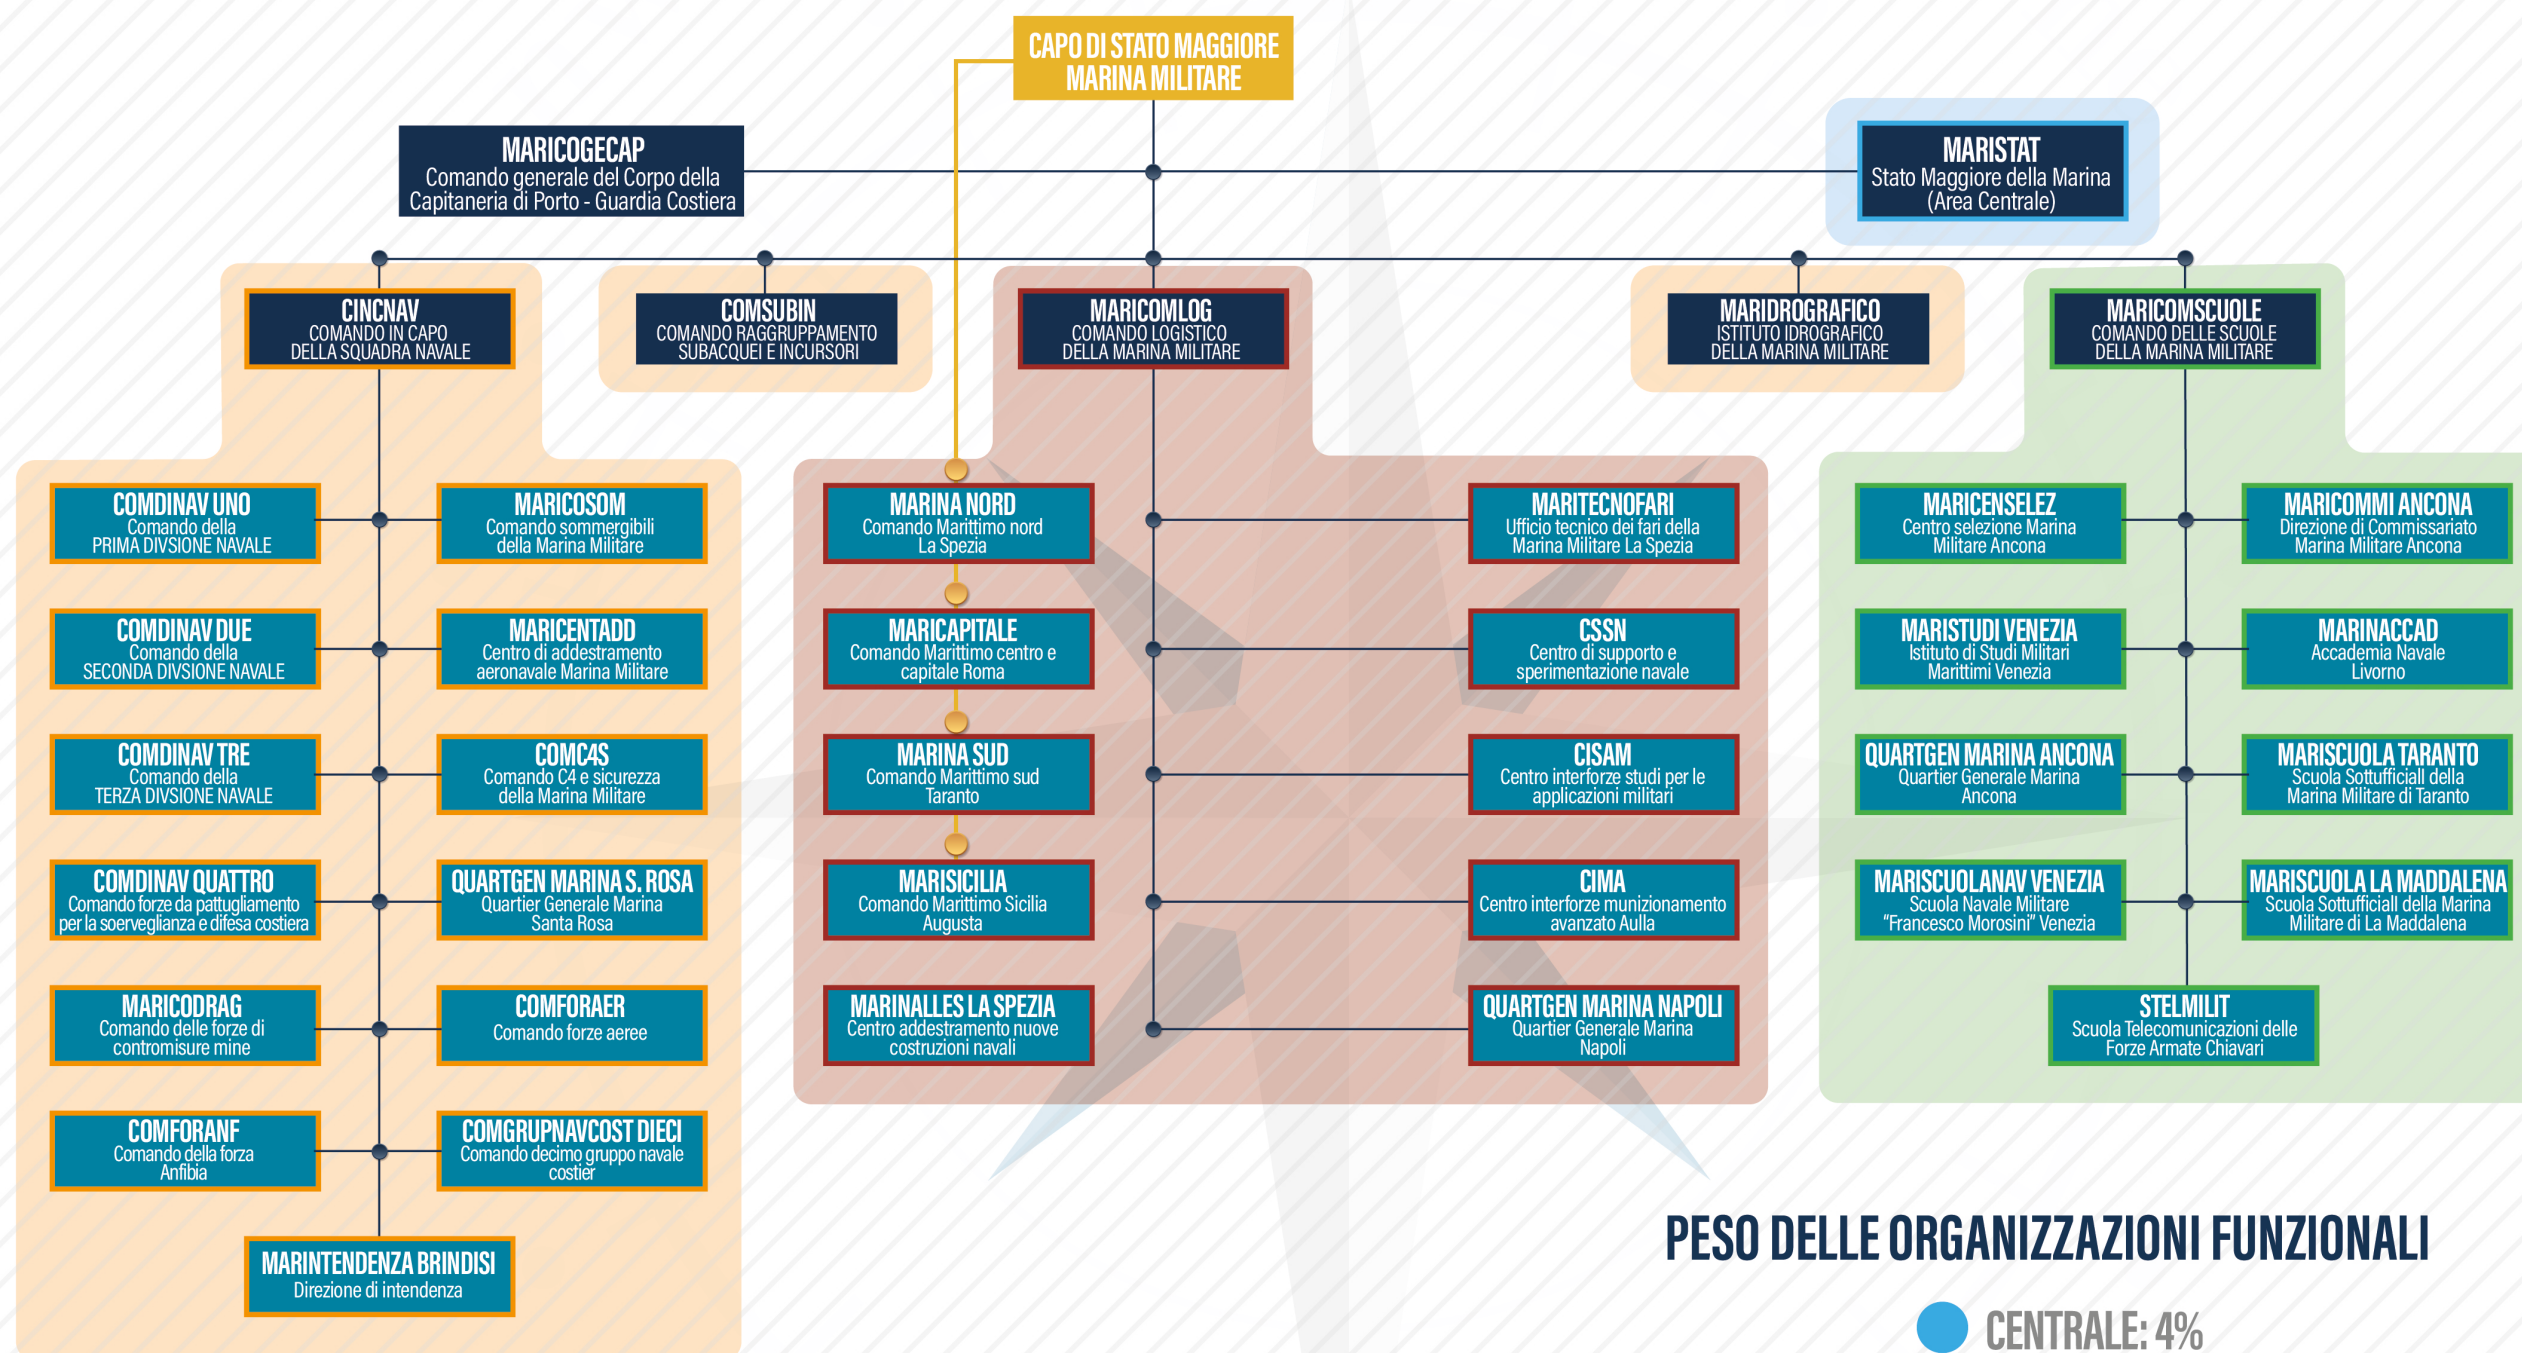 CAPO DI STATO MAGGIORE
MARINA MILITARE
MARICOGECAP
Comando generale del Corpo della
Capitaneria di Porto - Guardia Costiera
MARISTAT
Stato Maggiore della Marina
(Area Centrale)
CINCNAV
COMANDO IN CAPO
DELLA SQUADRA NAVALE
COMSUBIN
COMANDO RAGGRUPPAMENTO
SUBACQUEI E INCURSORI
MARICOMLOG
COMANDO LOGISTICO
DELLA MARINA MILITARE
MARIDROGRAFICO
ISTITUTO IDROGRAFICO
DELLA MARINA MILITARE
MARICOMSCUOLE
COMANDO DELLE SCUOLE
DELLA MARINA MILITARE
COMDINAV UNO
Comando della
PRIMA DIVSIONE NAVALE
MARICOSOM
Comando sommergibili
della Marina Militare
COMDINAV DUE
Comando della
SECONDA DIVSIONE NAVALE
MARICENTADD
Centro di addestramento
aeronavale Marina Militare
COMDINAV TRE
Comando della
TERZA DIVSIONE NAVALE
COMC4S
Comando C4 e sicurezza
della Marina Militare
COMDINAV QUATTRO
Comando forze da pattugliamento
per la soerveglianza e difesa costiera
QUARTGEN MARINA S. ROSA
Quartier Generale Marina
Santa Rosa
MARICODRAG
Comando delle forze di
contromisure mine
COMFORAER
Comando forze aeree
COMFORANF
Comando della forza
Anfibia
COMGRUPNAVCOST DIECI
Comando decimo gruppo navale
costier
MARINTENDENZA BRINDISI
Direzione di intendenza
MARINA NORD
Comando Marittimo nord
La Spezia
MARITECNOFARI
Ufficio tecnico dei fari della
Marina Militare La Spezia
MARICAPITALE
Comando Marittimo centro e
capitale Roma
CSSN
Centro di supporto e
sperimentazione navale
MARINA SUD
Comando Marittimo sud
Taranto
CISAM
Centro interforze studi per le
applicazioni militari
MARISICILIA
Comando Marittimo Sicilia
Augusta
CIMA
Centro interforze munizionamento
avanzato Aulla
MARINALLES LA SPEZIA
Centro addestramento nuove
costruzioni navali
QUARTGEN MARINA NAPOLI
Quartier Generale Marina
Napoli
MARICENSELEZ
Centro selezione Marina
Militare Ancona
MARICOMMI ANCONA
Direzione di Commissariato
Marina Militare Ancona
MARISTUDI VENEZIA
Istituto di Studi Militari
Marittimi Venezia
MARINACCAD
Accademia Navale
Livorno
QUARTGEN MARINA ANCONA
Quartier Generale Marina
Ancona
MARISCUOLA TARANTO
Scuola Sottufficiall della
Marina Militare di Taranto
MARISCUOLANAV VENEZIA
Scuola Navale Militare
"Francesco Morosini" Venezia
MARISCUOLA LA MADDALENA
Scuola Sottufficiall della Marina
Militare di La Maddalena
STELMILIT
Scuola Telecomunicazioni delle
Forze Armate Chiavari
PESO DELLE ORGANIZZAZIONI FUNZIONALI
CENTRALE: 4%